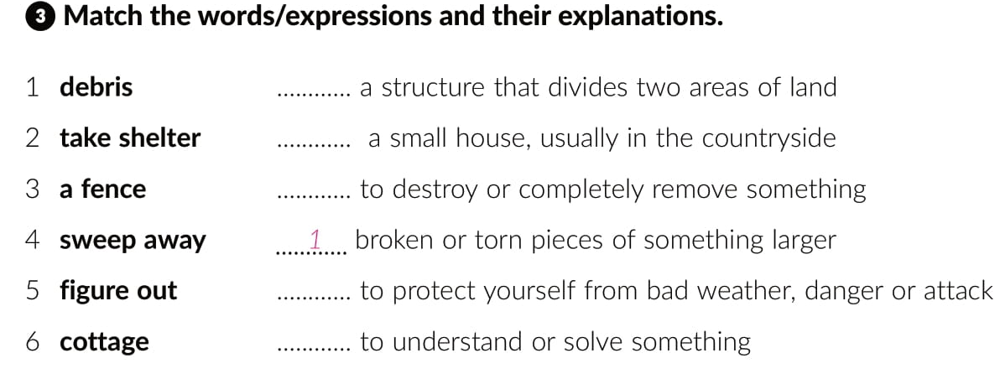 3 Match the words/expressions and their explanations.
1 debris ............ a structure that divides two areas of land
2 take shelter ............ a small house, usually in the countryside
3 a fence ............ to destroy or completely remove something
4 sweep away ......1...... broken or torn pieces of something larger
5 figure out ............ to protect yourself from bad weather, danger or attack
6 cottage ............ to understand or solve something